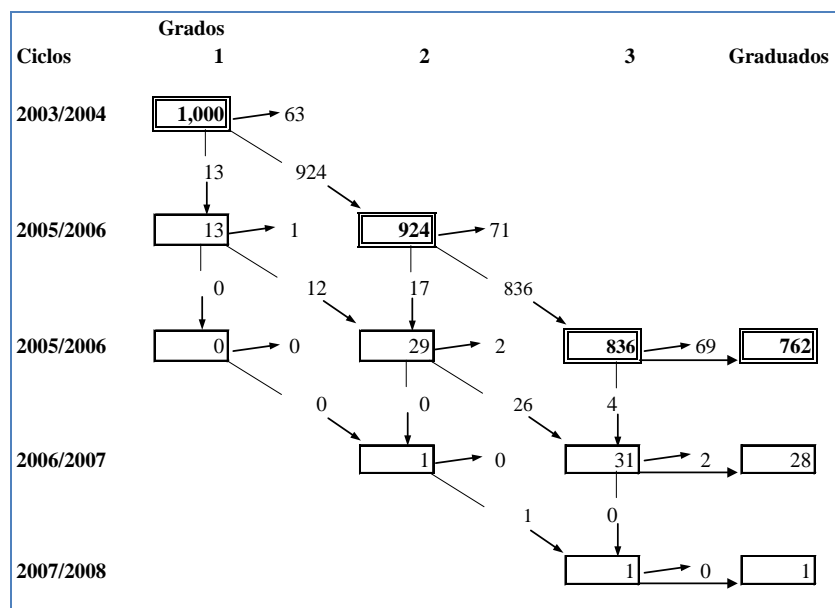 Grados
Ciclos 1 2 3 Graduados
2003/2004 1,000 63
13 924
2005/2006 13 1 924 71
0 12 17 836
2005/2006 0 0 29 2 836 69 762
0 0 26 4
2006/2007 1 0 31 2 28
1 0
2007/2008 1 0 1